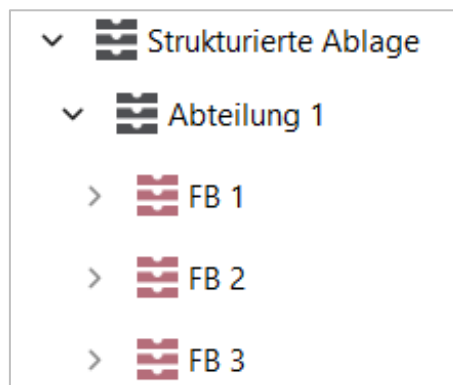 Strukturierte Ablage
Abteilung 1
FB 1
FB 2
FB 3